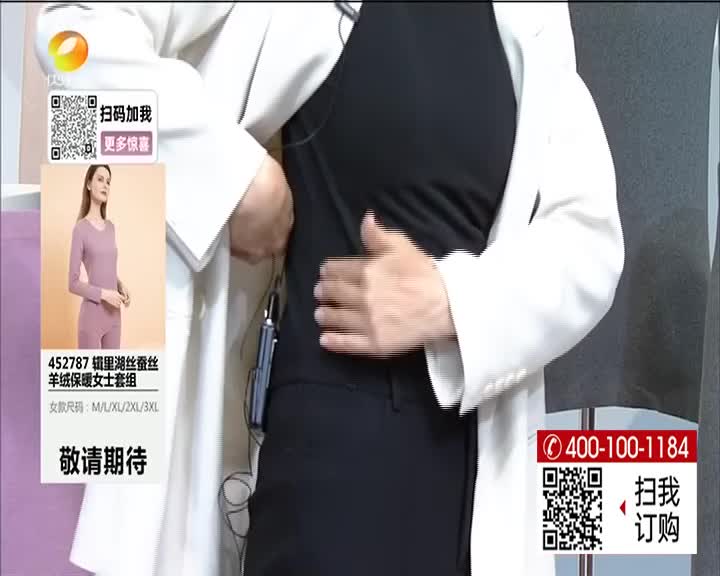 扫码加我
更多惊喜
452787 辑里湖丝蚕丝
羊绒保暖女士套组
女款尺码：M/L/XL/2XL/3XL
敬请期待
400-100-1184
扫我
订购